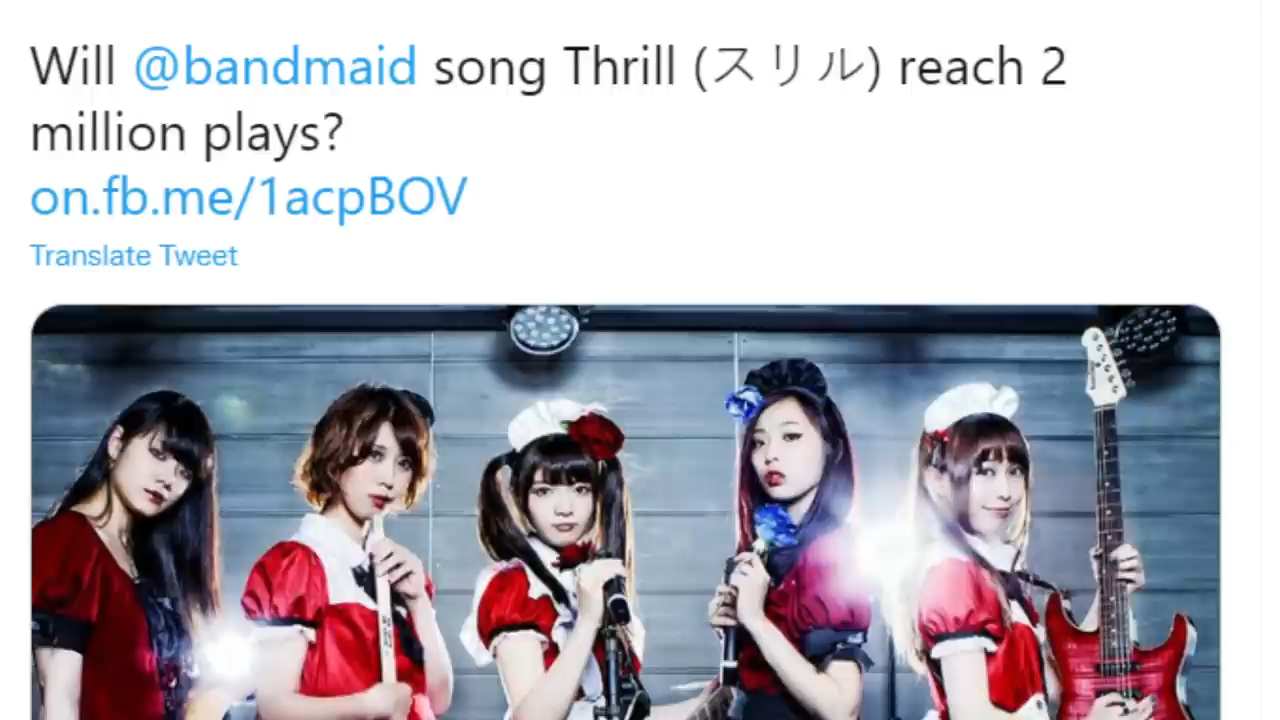 Will @bandmaid song Thrill (スリル) reach 2
million plays?
on.fb.me/1acpBOV
Translate Tweet